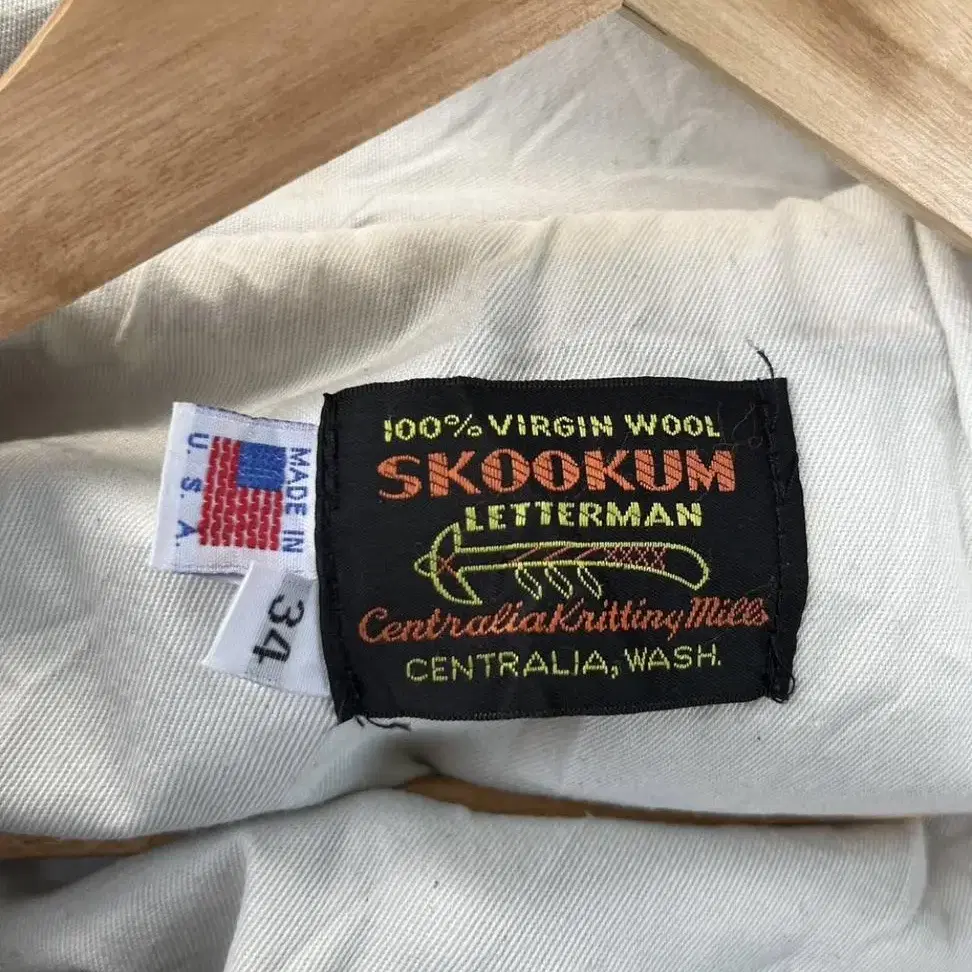 100% VIRGIN WOOL
SKOOKUM
LETTERMAN
Centralia Knitting Mills
CENTRALIA, WASH.
MADE IN
U. S. A.
34